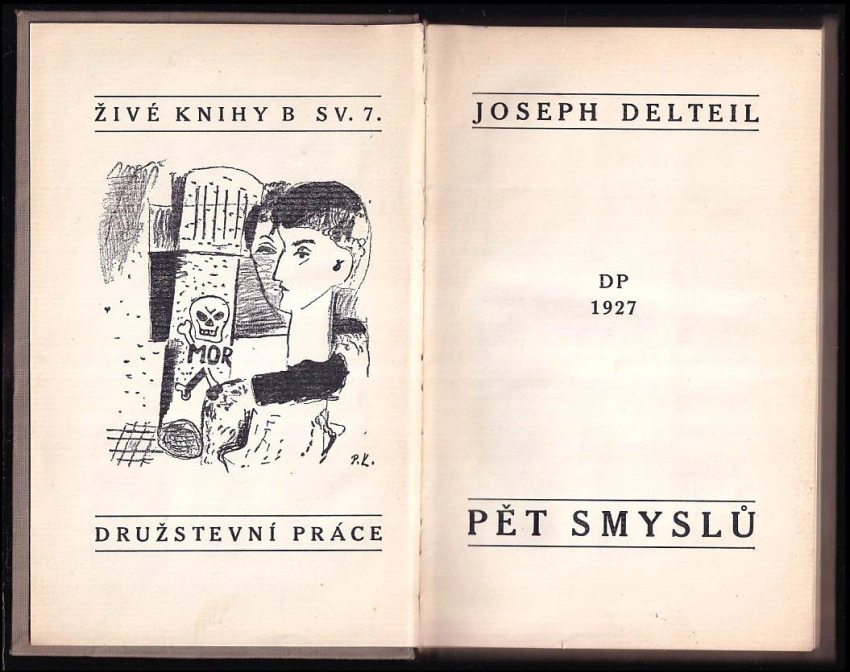 ŽIVÉ KNIHY B SV. 7.
MOR
P.K.
DRUŽSTEVNÍ PRÁCE
JOSEPH DELTEIL
DP
1927
PĚT SMYSLŮ